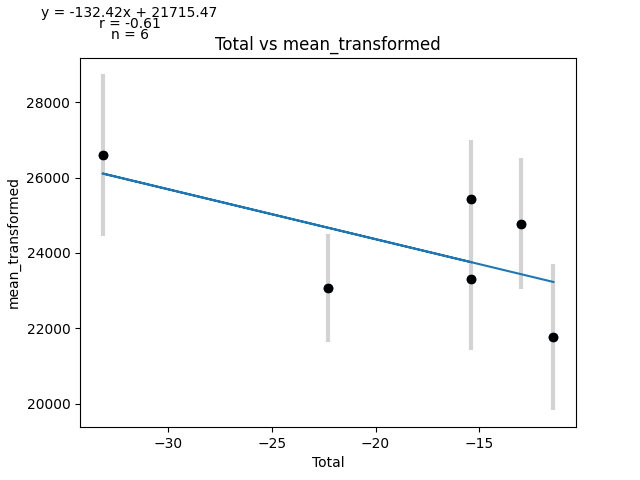 y = -132.42x + 21715.47
r = -0.61
n = 6
Total vs mean_transformed
28000
26000
24000
22000
20000
mean_transformed
−30
−25
−20
−15
Total